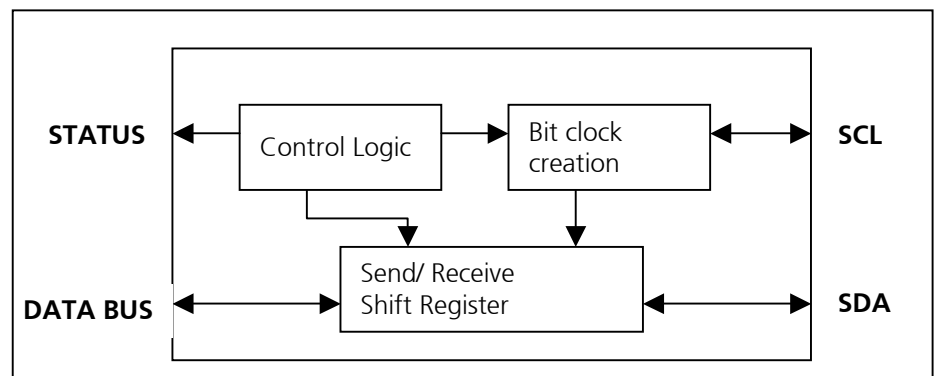 STATUS
Control Logic
Bit clock
creation
SCL
Send/ Receive
Shift Register
DATA BUS
SDA